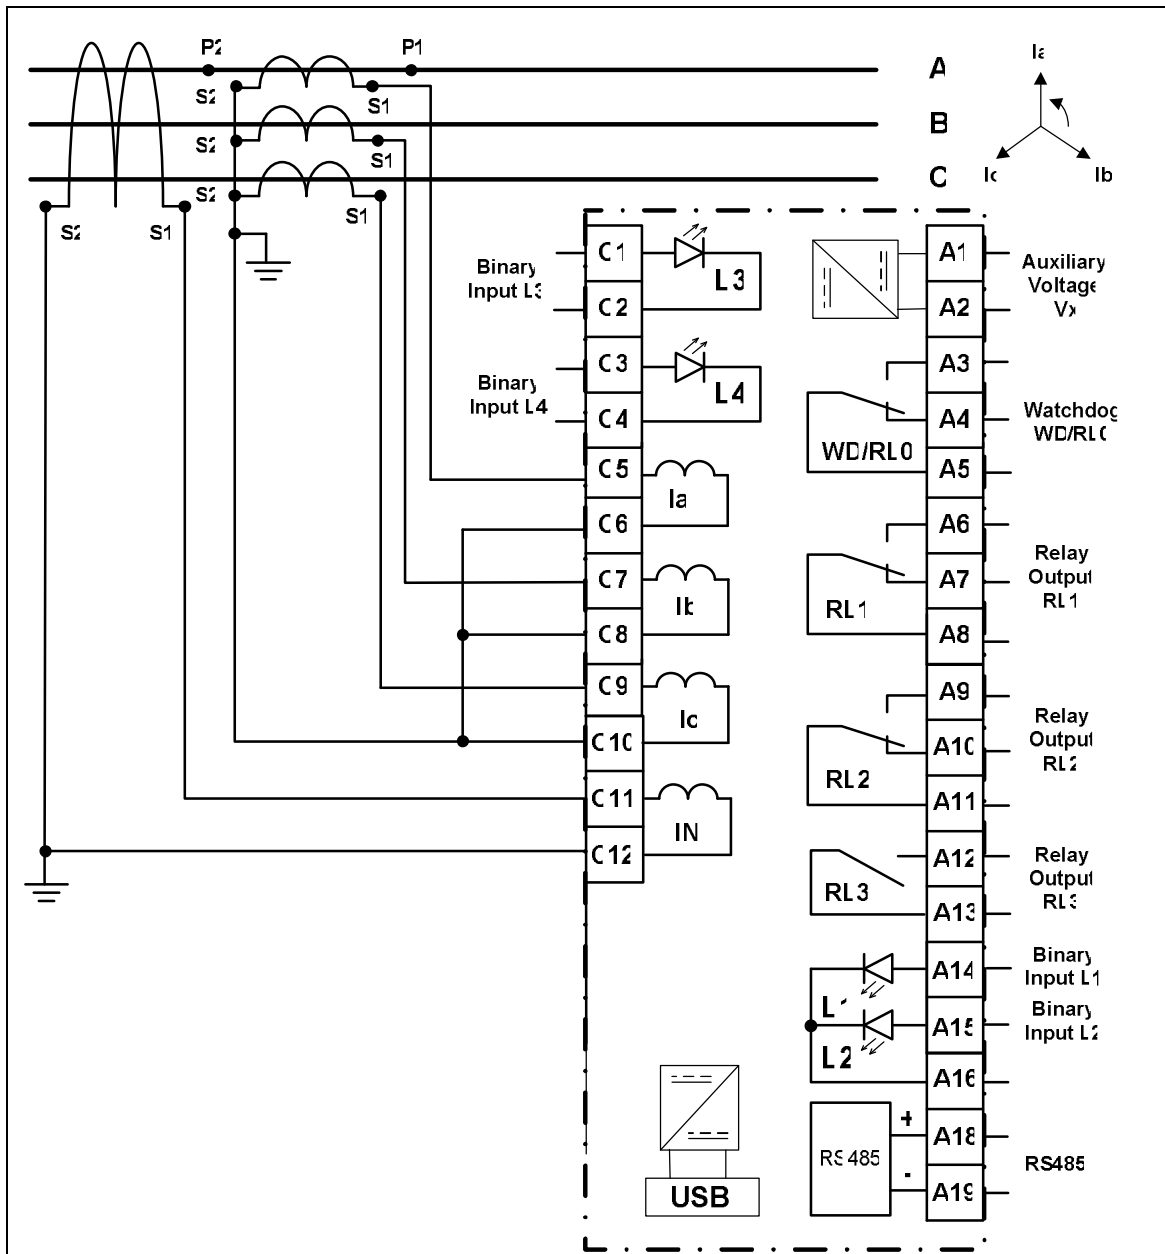 P2
P1
Ia
A
S2
S1
B
S2
S1
Ic
Ib
C
S2
S1
S2
S1
Binary
Input L3
C1
L3
C2
A1
Auxiliary
Voltage
Vx
A2
Binary
Input L4
C3
L4
C4
A3
A4
Watchdog
WD/RL0
WD/RL0
A5
C5
Ia
C6
A6
C7
Ib
A7
Relay
Output
RL1
RL1
C8
A8
C9
Ic
A9
C10
A10
Relay
Output
RL2
RL2
C11
IN
A11
C12
A12
Relay
Output
RL3
RL3
A13
A14
Binary
Input L1
L1
A15
Binary
Input L2
L2
A16
+
A18
RS485
RS485
-
A19
USB